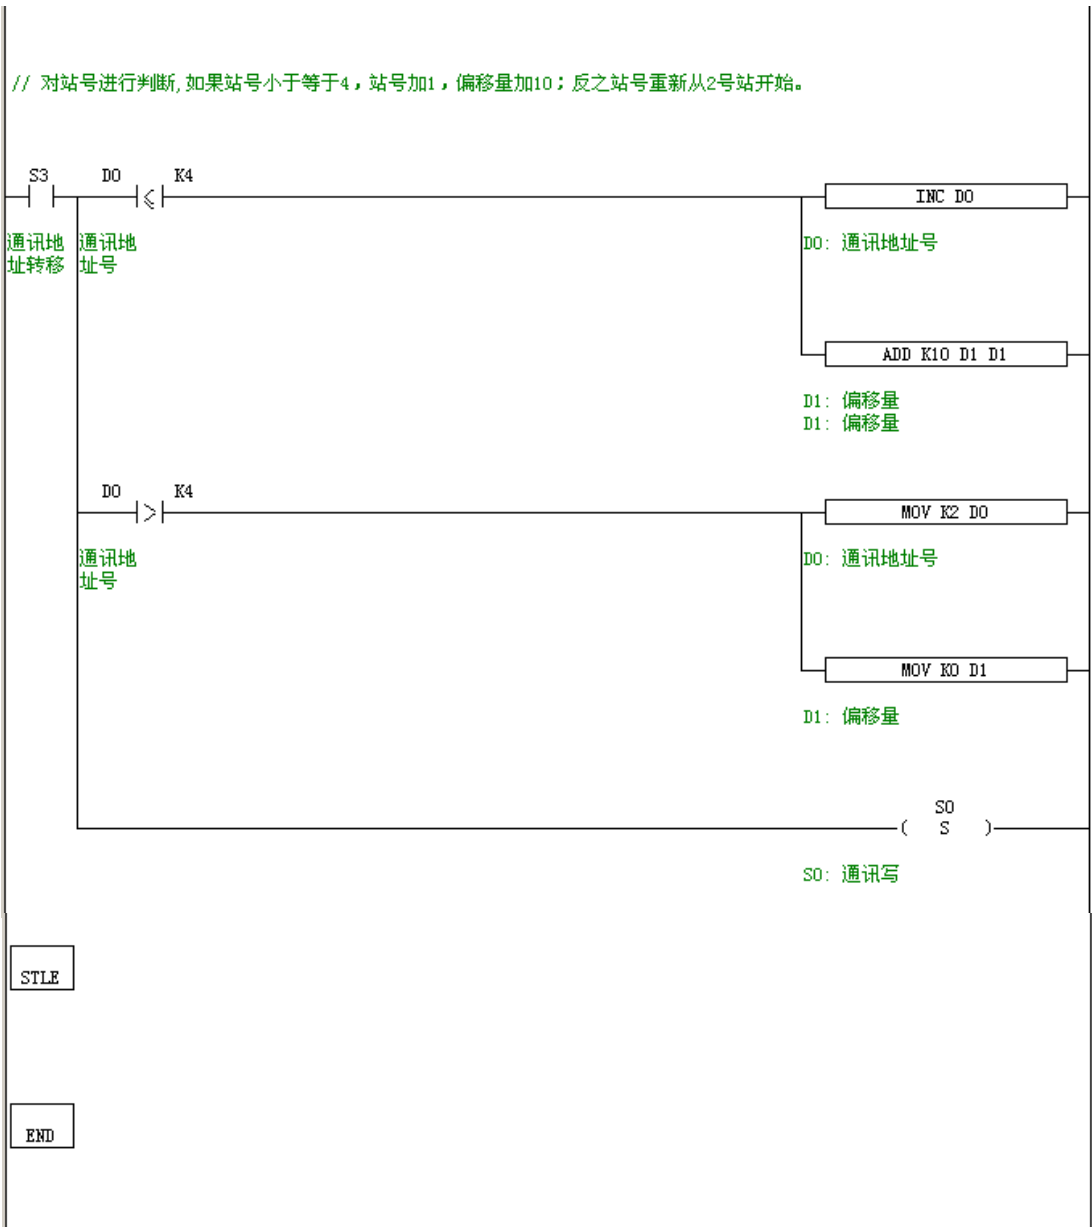 // 对站号进行判断,如果站号小于等于4，站号加1，偏移量加10；反之站号重新从2号站开始。
S3 D0 K4
INC D0
通讯地
址转移
通讯地
址号
D0: 通讯地址号
ADD K10 D1 D1
D1: 偏移量
D1: 偏移量
D0 K4
MOV K2 D0
通讯地
址号
D0: 通讯地址号
MOV K0 D1
D1: 偏移量
S0
( S )
S0: 通讯写
STLE
END